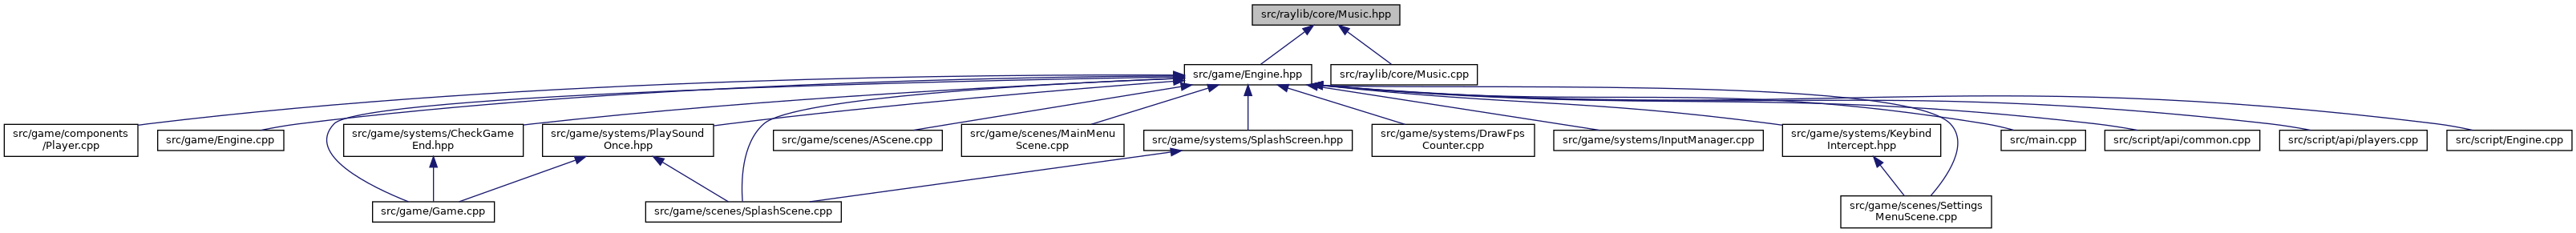 src/raylib/core/Music.hpp
src/game/Engine.hpp
src/raylib/core/Music.cpp
src/game/components
/Player.cpp
src/game/Engine.cpp
src/game/systems/CheckGame
End.hpp
src/game/systems/PlaySound
Once.hpp
src/game/scenes/AScene.cpp
src/game/scenes/MainMenu
Scene.cpp
src/game/systems/SplashScreen.hpp
src/game/systems/DrawFps
Counter.cpp
src/game/systems/InputManager.cpp
src/game/systems/Keybind
Intercept.hpp
src/main.cpp
src/script/api/common.cpp
src/script/api/players.cpp
src/script/Engine.cpp
src/game/Game.cpp
src/game/scenes/SplashScene.cpp
src/game/scenes/Settings
MenuScene.cpp